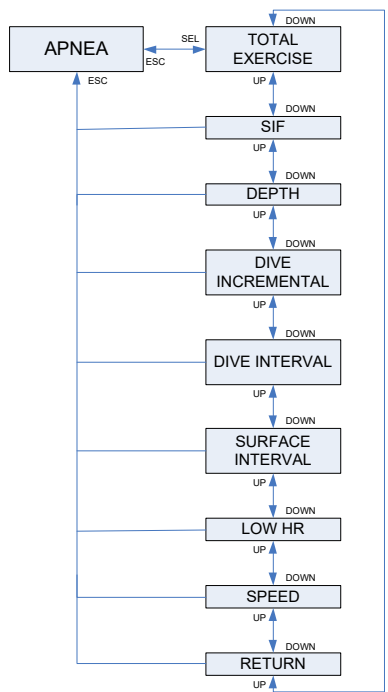 DOWN
APNEA
SEL
ESC
TOTAL
EXERCISE
ESC
UP
DOWN
SIF
UP
DOWN
DEPTH
UP
DOWN
DIVE
INCREMENTAL
UP
DOWN
DIVE INTERVAL
UP
DOWN
SURFACE
INTERVAL
UP
DOWN
LOW HR
UP
DOWN
SPEED
UP
DOWN
RETURN
UP